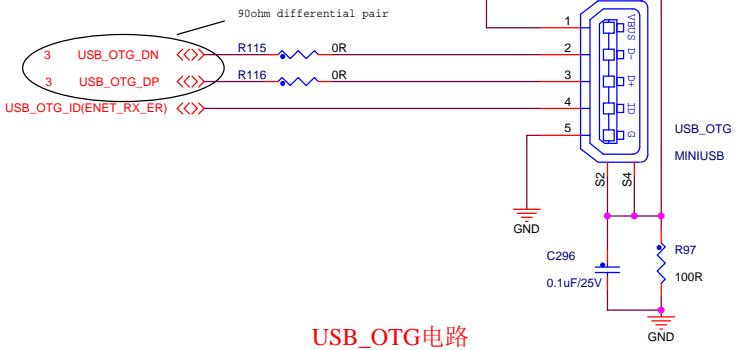 90ohm differential pair
1
VBUS
3 USB_OTG_DN R115 0R 2 D-
3 USB_OTG_DP R116 0R 3 D+
USB_OTG_ID(ENET_RX_ER) 4 ID
5 G
USB_OTG
MINIUSB
S2 S4
GND
C296
0.1uF/25V
R97
100R
USB_OTG电路
GND